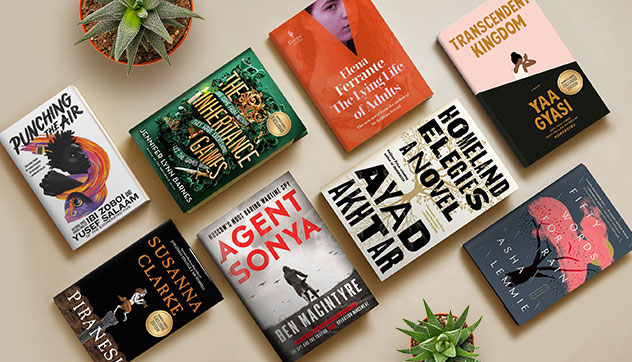 PUNCHING
THE
AIR
IBI ZOBOI
YUSEF SALAAM
THE
INHERITANCE
GAMES
JENNIFER LYNN BARNES
Elena
Ferrante
The Lying Life
of Adults
TRANSCENDENT
KINGDOM
A NOVEL
YAA
GYASI
SUSANNA
CLARKE
PIRANESI
MOSCOW'S MOST DARING WARTIME SPY
AGENT
SONYA
BEN MACINTYRE
HOMELAND
ELEGIES
A NOVEL
AYAD
AKHTAR
FIFTY
WORDS
FOR
RAIN
ASHA
LEMMIE